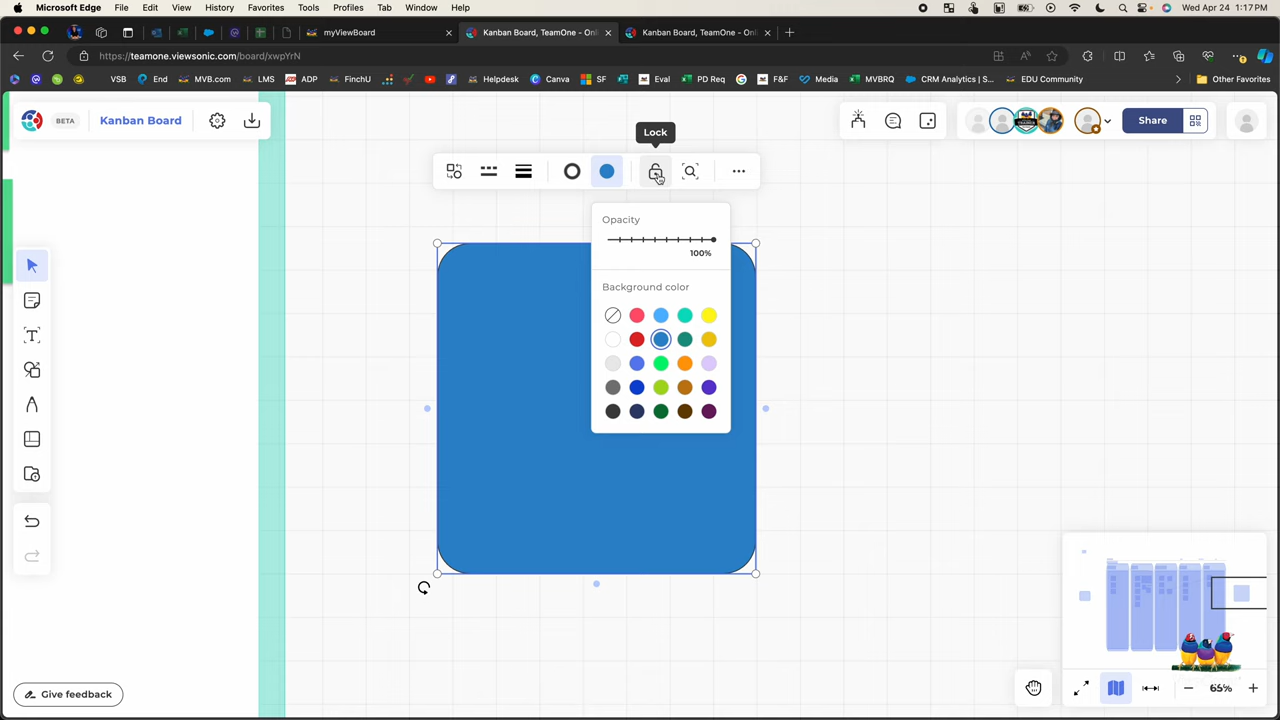 Microsoft Edge File Edit View History Favorites Tools Profiles Tab Window Help
Wed Apr 24 1:17 PM
myViewBoard
Kanban Board, TeamOne - Onli
Kanban Board, TeamOne - Onli
https://teamone.viewsonic.com/board/xwpYrN
VSB
End
MVB.com
LMS
ADP
FinchU
Helpdesk
Canva
SF
Eval
PD Req
F&F
Media
MVBRQ
CRM Analytics | S...
EDU Community
Other Favorites
BETA
Kanban Board
Share
Lock
Opacity
100%
Background color
Give feedback
65%